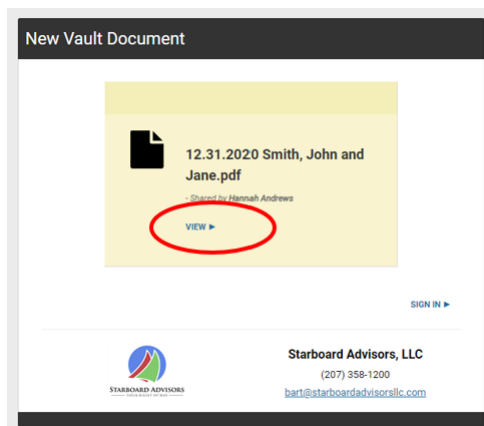 New Vault Document
12.31.2020 Smith, John and
Jane.pdf
- Shared by Hannah Andrews
VIEW ►
SIGN IN ►
Starboard Advisors, LLC
(207) 358-1200
bart@starboardadvisorsllc.com
STARBOARD ADVISORS